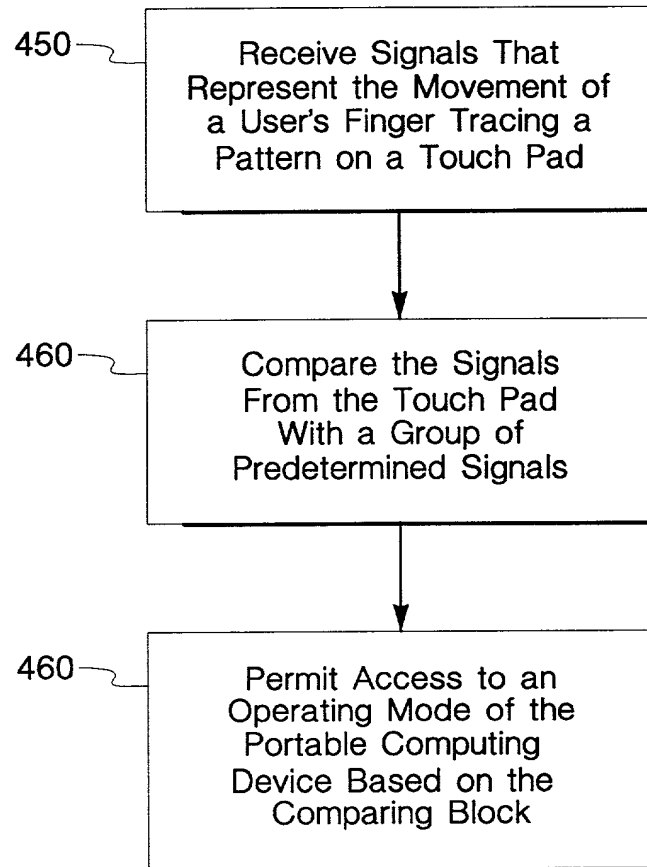 450
Receive Signals That
Represent the Movement of
a User's Finger Tracing a
Pattern on a Touch Pad
460
Compare the Signals
From the Touch Pad
With a Group of
Predetermined Signals
460
Permit Access to an
Operating Mode of the
Portable Computing
Device Based on the
Comparing Block